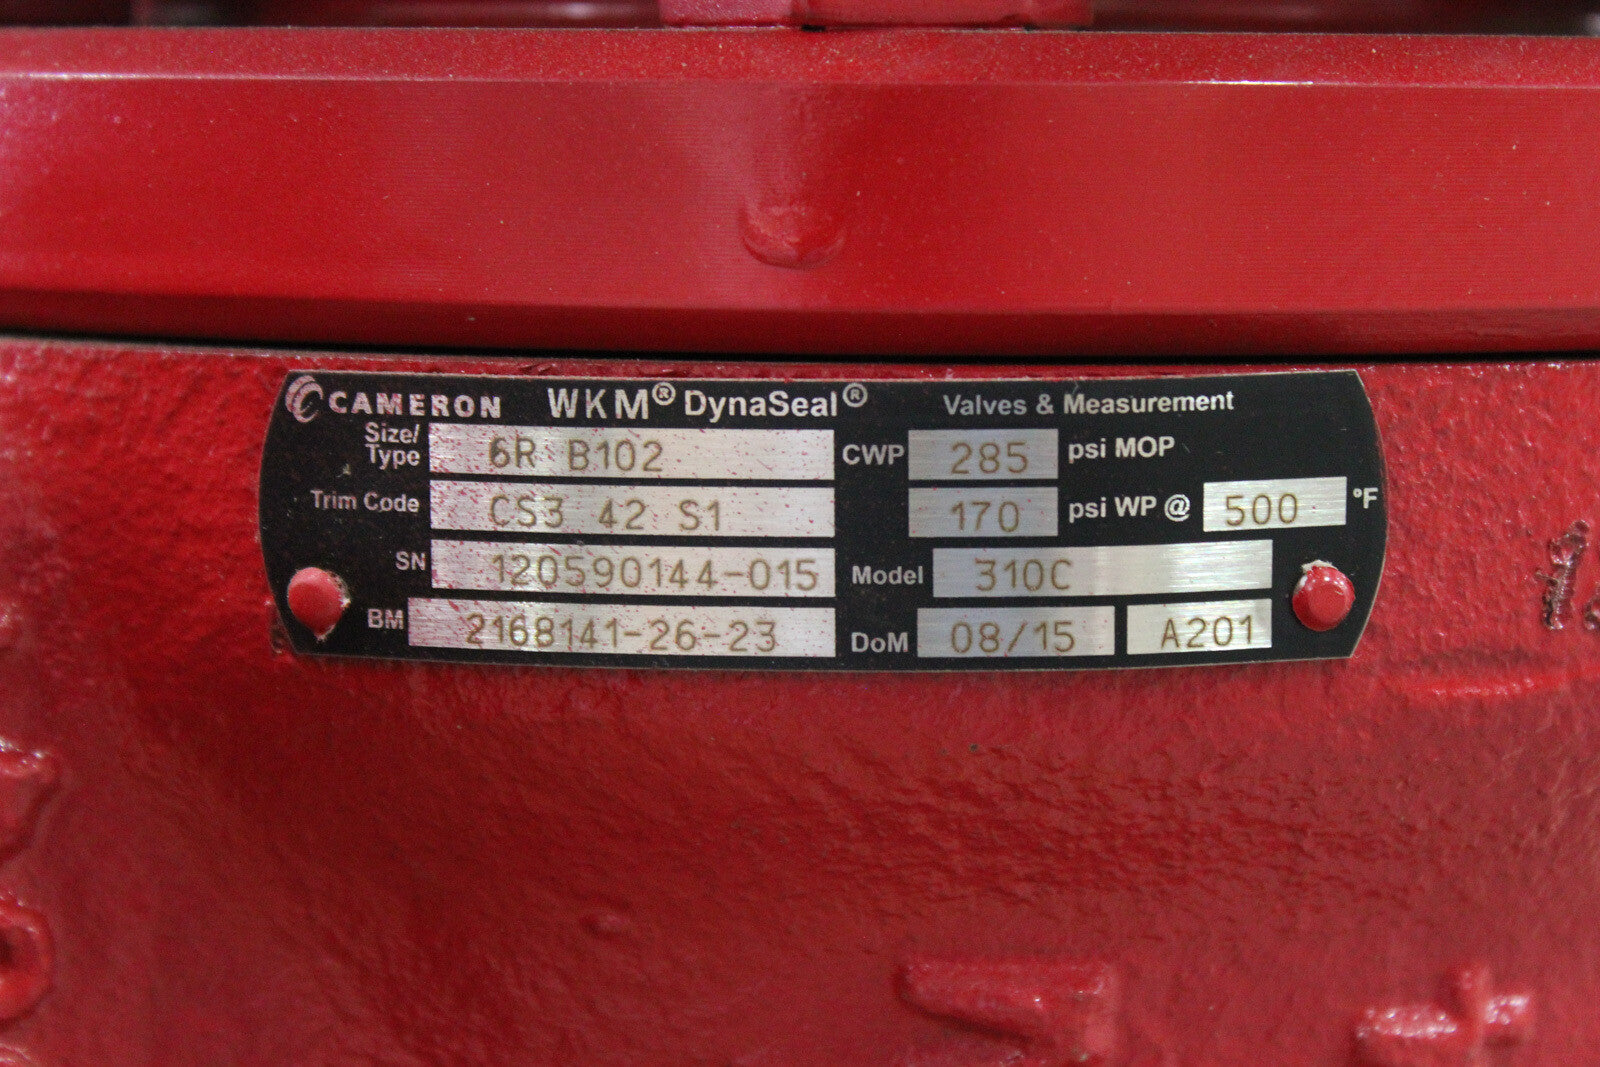 CAMERON WKM® DynaSeal® Valves & Measurement
Size/Type 6R B102 CWP 285 psi MOP
Trim Code CS3 42 S1 170 psi WP @ 500 °F
SN 120590144-015 Model 310C
BM 2168141-26-23 DoM 08/15 A201